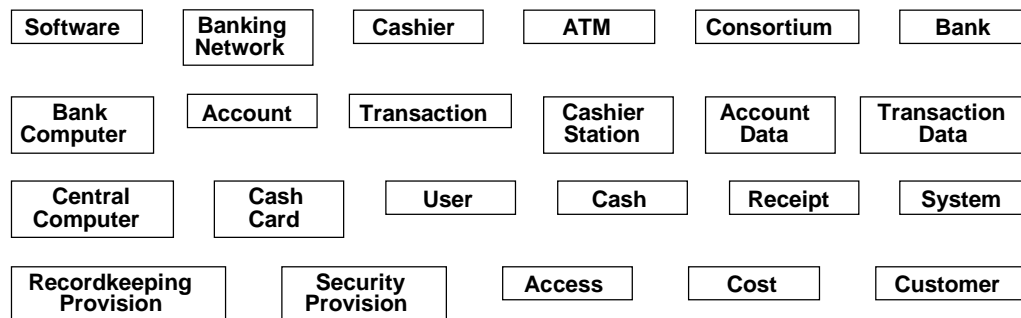 Software
Banking
Network
Cashier
ATM
Consortium
Bank
Bank
Computer
Account
Transaction
Cashier
Station
Account
Data
Transaction
Data
Central
Computer
Cash
Card
User
Cash
Receipt
System
Recordkeeping
Provision
Security
Provision
Access
Cost
Customer